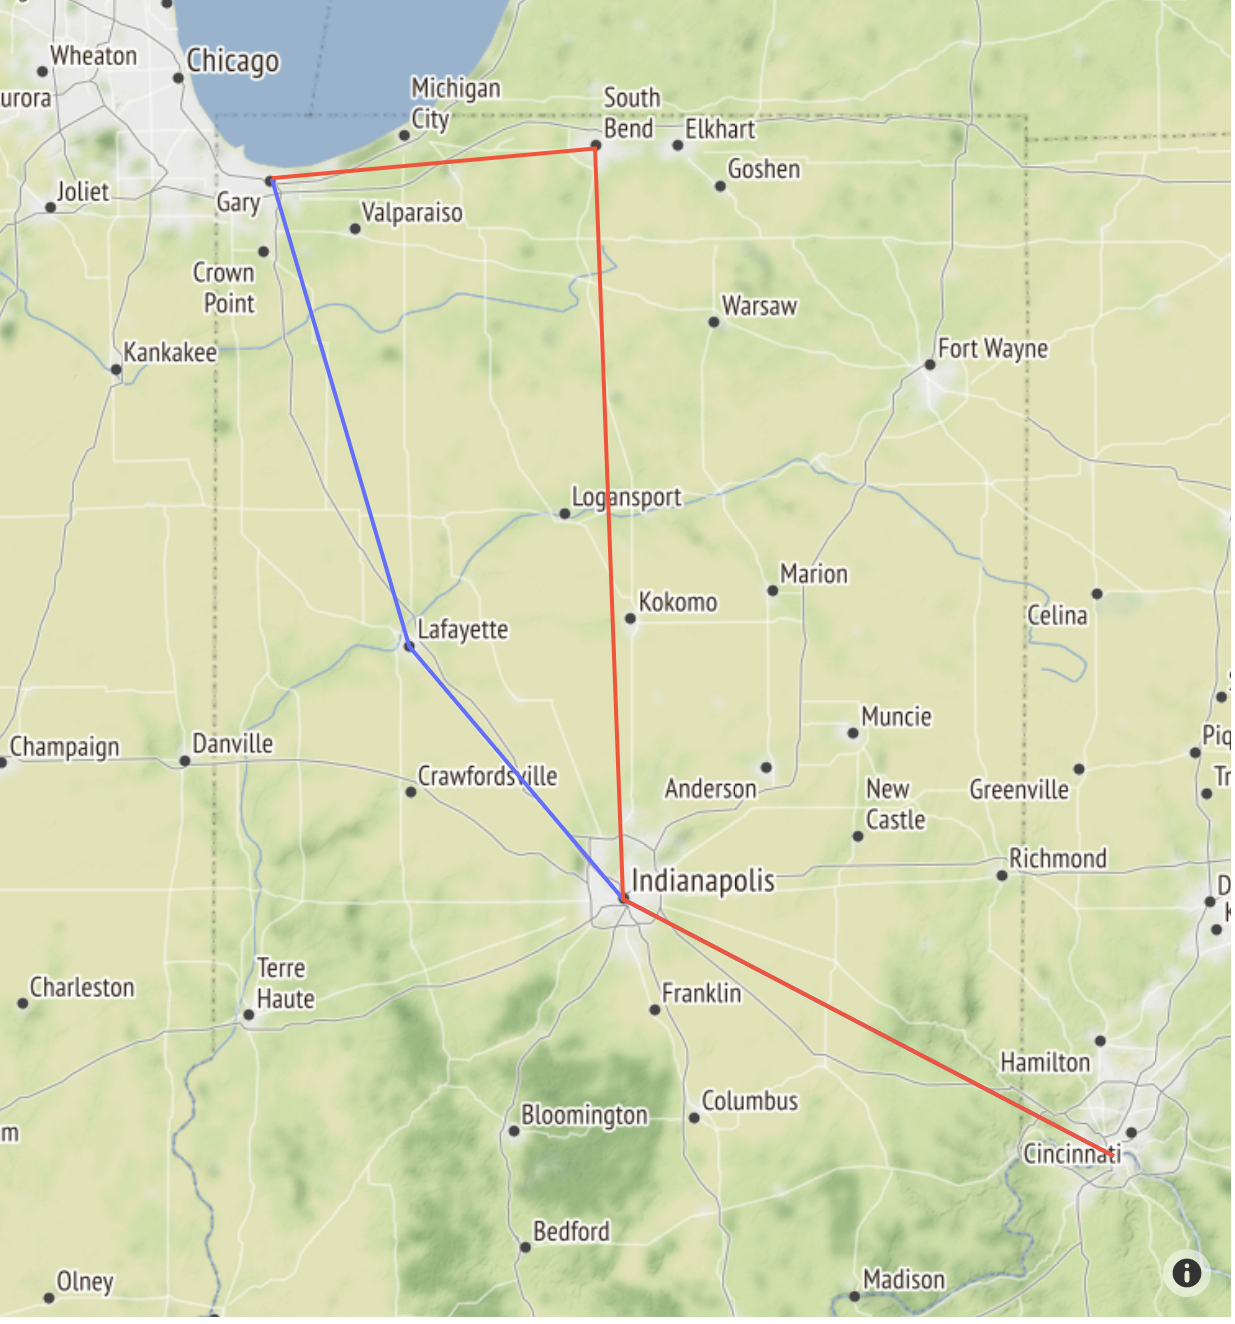 Wheaton
Chicago
urora
Michigan
City
South
Bend
Elkhart
Goshen
Joliet
Gary
Valparaiso
Crown
Point
Warsaw
Kankakee
Fort Wayne
Logansport
Marion
Kokomo
Celina
Lafayette
Muncie
Champaign
Danville
Piq
Crawfordsville
Anderson
New
Castle
Greenville
Tr
Richmond
Indianapolis
D
K
Terre
Haute
Charleston
Franklin
Hamilton
Columbus
Bloomington
m
Cincinnati
Bedford
Olney
Madison
i